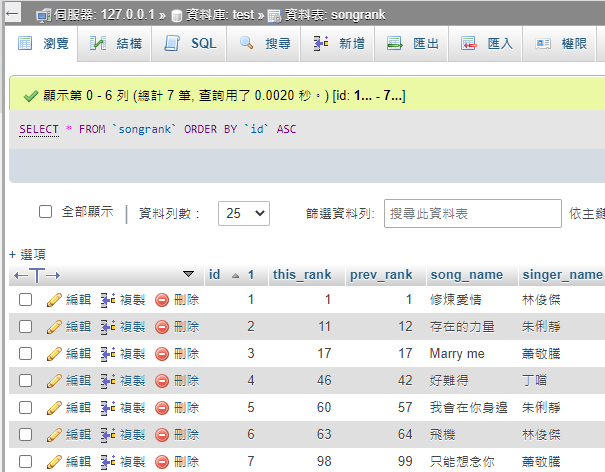 伺服器: 127.0.0.1 » 資料庫: test » 資料表: songrank
瀏覽 結構 SQL 搜尋 新增 匯出 匯入 權限
顯示第 0 - 6 列 (總計 7 筆, 查詢用了 0.0020 秒。) [id: 1... - 7...]
SELECT * FROM `songrank` ORDER BY `id` ASC
全部顯示 | 資料列數： 25 篩選資料列: 搜尋此資料表 依主鍵
+ 選項
←T→ id 1 this_rank prev_rank song_name singer_name
編輯 複製 刪除 1 1 1 修煉愛情 林俊傑
編輯 複製 刪除 2 11 12 存在的力量 朱俐靜
編輯 複製 刪除 3 17 17 Marry me 蕭敬騰
編輯 複製 刪除 4 46 42 好難得 丁噹
編輯 複製 刪除 5 60 57 我會在你身邊 朱俐靜
編輯 複製 刪除 6 63 64 飛機 林俊傑
編輯 複製 刪除 7 98 99 只能想念你 蕭敬騰